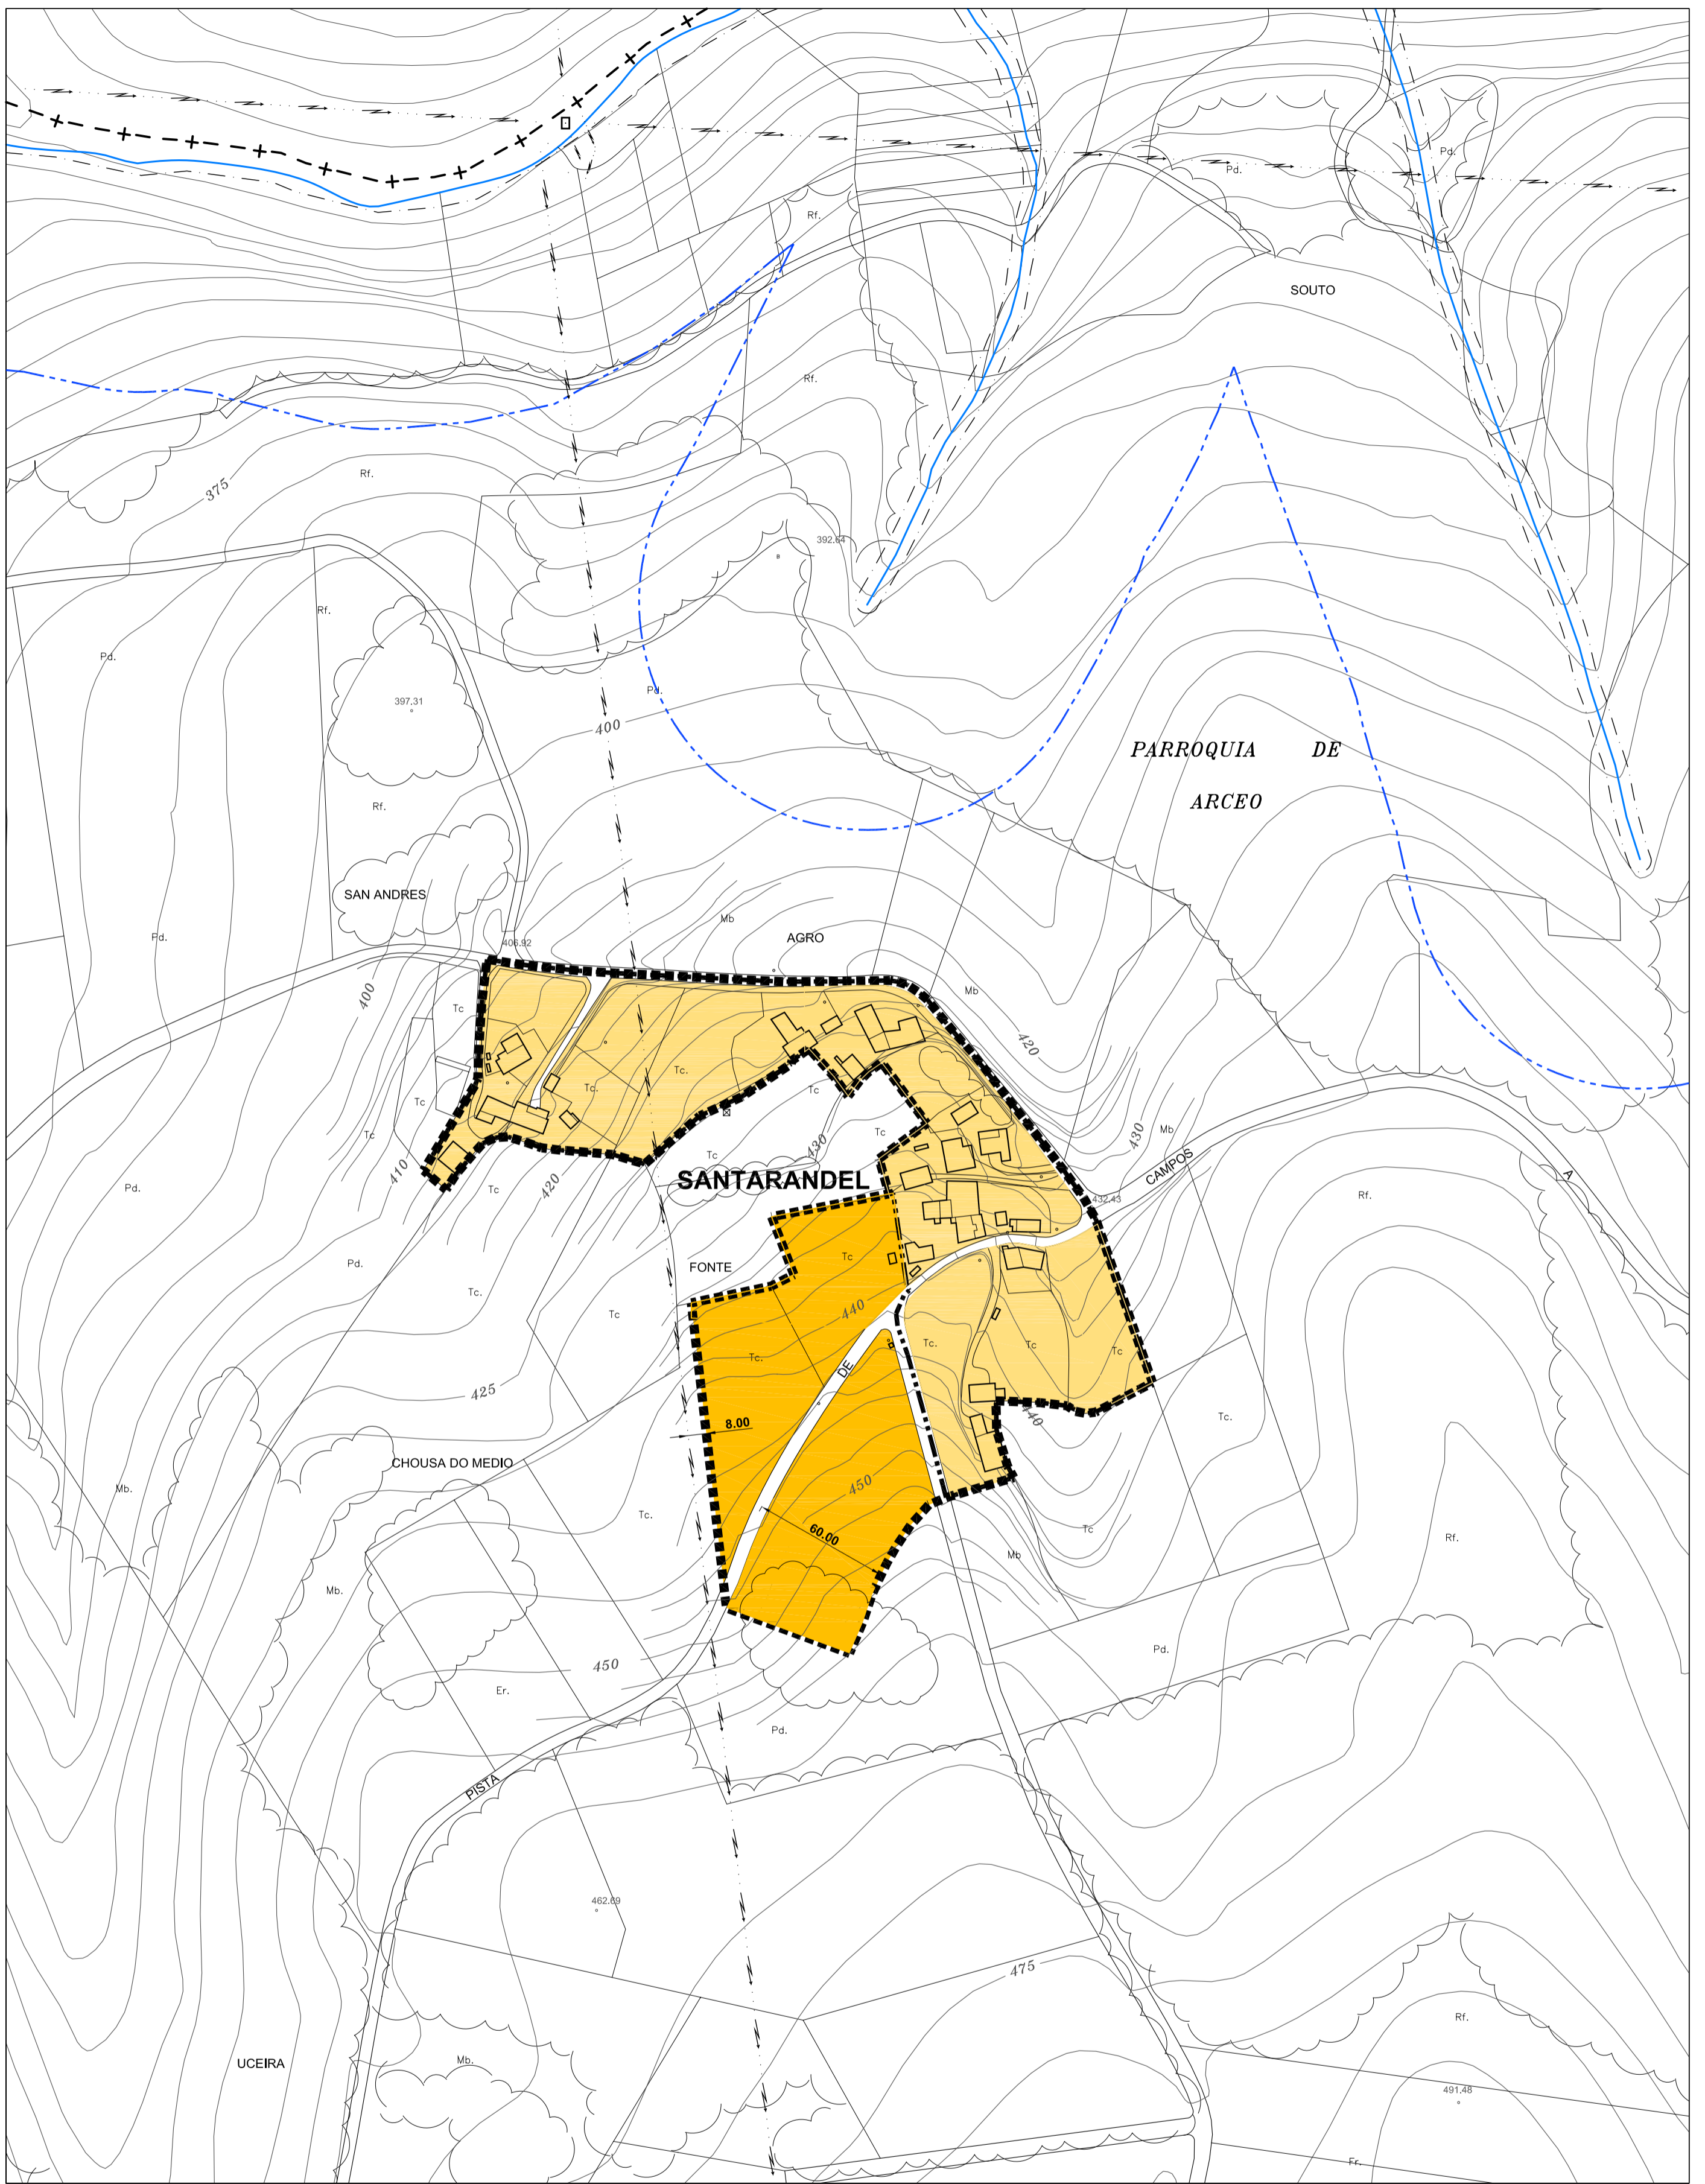 Pd.
Pd.
Rf.
SOUTO
Rf.
Rf.
375
392.64
Rf.
Pd.
Pd.
397,31
400
PARROQUIA DE
ARCEO
Rf.
SAN ANDRES
Mb
AGRO
Pd.
406,92
400
Mb
Tc
420
Tc.
Tc.
Tc
Tc
430
Tc
430
Mb
Tc
Tc
SANTARANDEL
CAMPOS
A
410
420
Tc
Pd.
432,43
Rf.
Pd.
FONTE
Tc
Tc.
Tc
440
Tc.
Tc
Tc
Tc.
DE
425
8.00
440
Tc.
CHOUSA DO MEDIO
Mb.
450
Tc.
60.00
Tc
Rf.
Mb
Mb.
Pd.
450
Er.
Pd.
PISTA
462.69
475
Rf.
UCEIRA
Mb.
491,48
Fr.